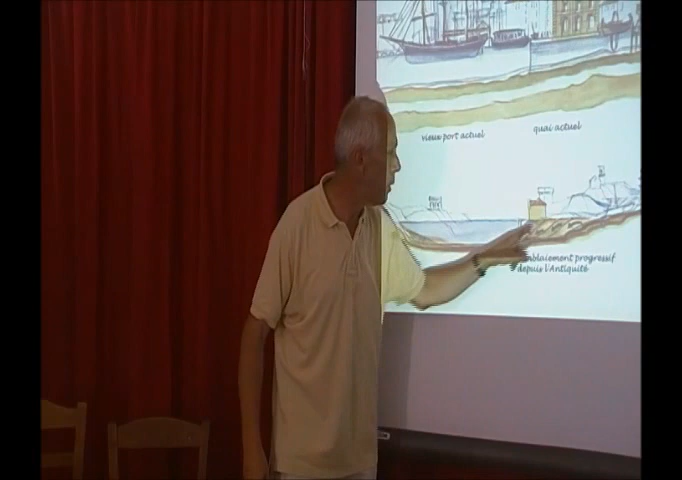 vieux port actuel
quai actuel
progressif
depuis l'Antiquité